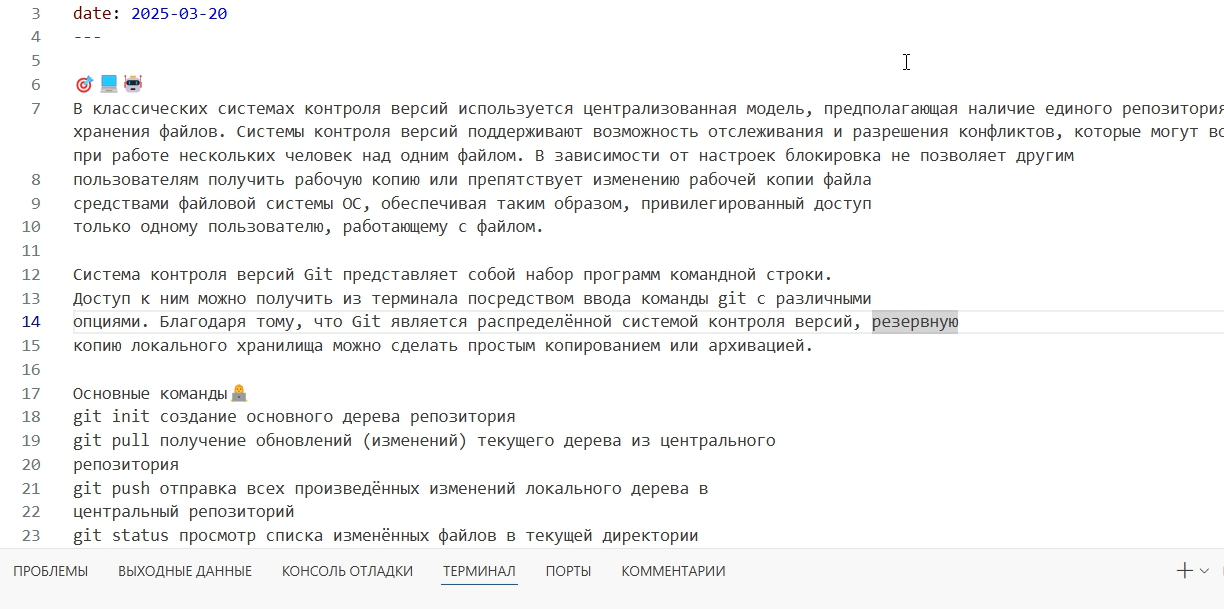 3 date: 2025-03-20
4 ---
5
6 🎯💻🤖
7 В классических системах контроля версий используется централизованная модель, предполагающая наличие единого репозитория
хранения файлов. Системы контроля версий поддерживают возможность отслеживания и разрешения конфликтов, которые могут
при работе нескольких человек над одним файлом. В зависимости от настроек блокировка не позволяет другим
8 пользователям получить рабочую копию или препятствует изменению рабочей копии файла
9 средствами файловой системы ОС, обеспечивая таким образом, привилегированный доступ
10 только одному пользователю, работающему с файлом.
11
12 Система контроля версий Git представляет собой набор программ командной строки.
13 Доступ к ним можно получить из терминала посредством ввода команды git с различными
14 опциями. Благодаря тому, что Git является распределённой системой контроля версий, резервную
15 копию локального хранилища можно сделать простым копированием или архивацией.
16
17 Основные команды🧑‍💻
18 git init создание основного дерева репозитория
19 git pull получение обновлений (изменений) текущего дерева из центрального
20 репозитория
21 git push отправка всех произведённых изменений локального дерева в
22 центральный репозиторий
23 git status просмотр списка изменённых файлов в текущей директории
ПРОБЛЕМЫ ВЫХОДНЫЕ ДАННЫЕ КОНСОЛЬ ОТЛАДКИ ТЕРМИНАЛ ПОРТЫ КОММЕНТАРИИ